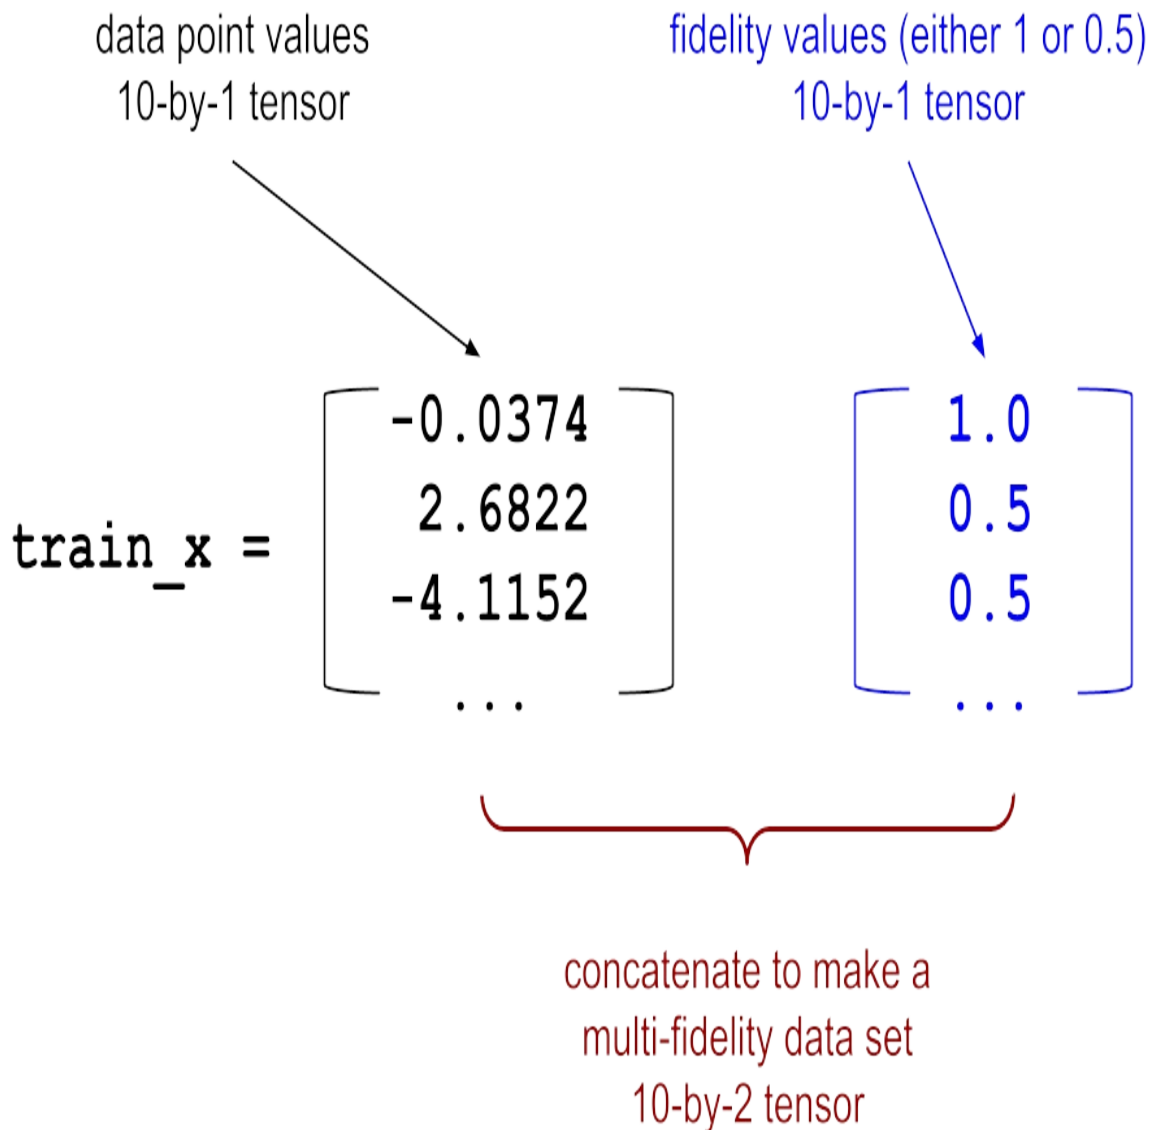 data point values
10-by-1 tensor
fidelity values (either 1 or 0.5)
10-by-1 tensor
train_x =
-0.0374
2.6822
-4.1152
...
1.0
0.5
0.5
...
concatenate to make a
multi-fidelity data set
10-by-2 tensor